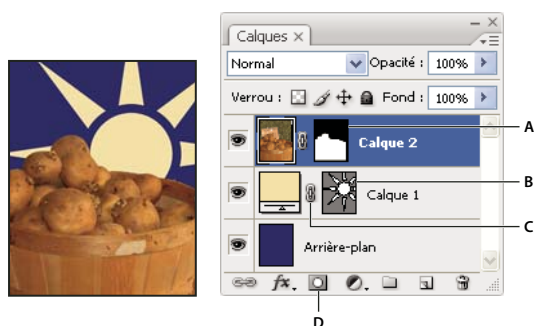 Calques ×
Normal Opacité : 100%
Verrou : Fond : 100%
Calque 2
A
Calque 1
B
C
Arrière-plan
fx.
D